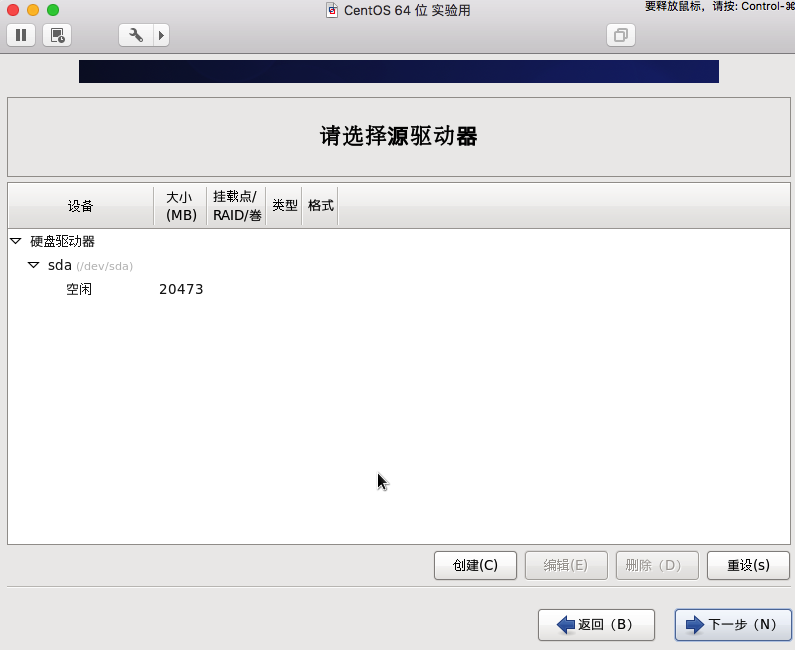 CentOS 64 位 实验用
要释放鼠标，请按: Control-⌘
请选择源驱动器
设备
大小
(MB)
挂载点/
RAID/卷
类型
格式
硬盘驱动器
sda (/dev/sda)
空闲 20473
创建(C) 编辑(E) 删除（D） 重设(s)
返回（B） 下一步（N）